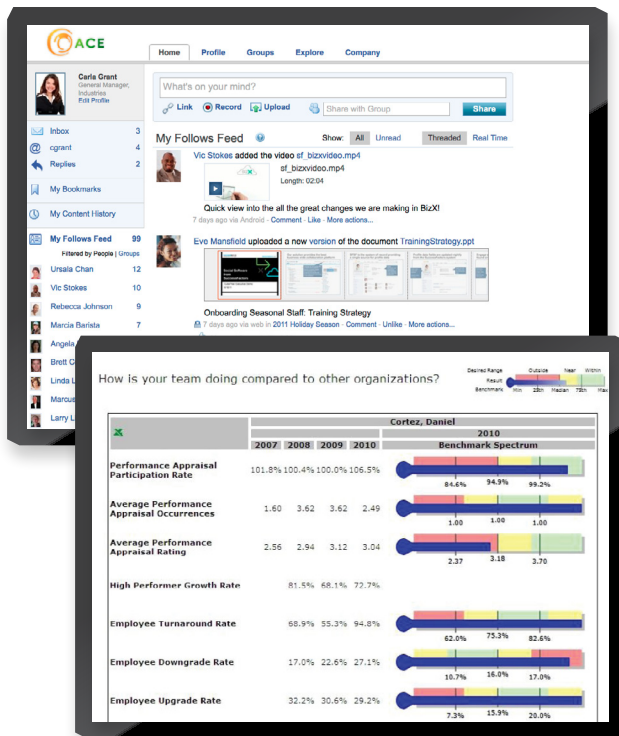 ACE
Home Profile Groups Explore Company
Carla Grant
General Manager,
Industries
Edit Profile
What's on your mind?
Link Record Upload Share with Group Share
Inbox 3
cgrant 4
Replies 2
My Bookmarks
My Content History
My Follows Feed 99
Filtered by People | Groups
Ursala Chan 12
Vic Stokes 10
Rebecca Johnson 9
Marcia Barista 7
Angela
Brett C
Linda L
Marcus
Larry L
My Follows Feed Show: All Unread Threaded Real Time
Vic Stokes added the video sf_bizxvideo.mp4
sf_bizxvideo.mp4
Length: 02:04
Quick view into the all the great changes we are making in BizX!
7 days ago via Android · Comment · Like · More actions...
Eve Mansfield uploaded a new version of the document TrainingStrategy.ppt
Onboarding Seasonal Staff: Training Strategy
7 days ago via web in 2011 Holiday Season · Comment · Unlike · More actions...
How is your team doing compared to other organizations?
Desired Range Outside Near Within
Result
Benchmark Min 25th Median 75th Max
Cortez, Daniel
2010
2007 2008 2009 2010 Benchmark Spectrum
Performance Appraisal
Participation Rate
101.8% 100.4% 100.0% 106.5%
84.6% 94.9% 99.2%
Average Performance
Appraisal Occurrences
1.60 3.62 3.62 2.49
1.00 1.00 1.00
Average Performance
Appraisal Rating
2.56 2.94 3.12 3.04
2.37 3.18 3.70
High Performer Growth Rate 81.5% 68.1% 72.7%
Employee Turnaround Rate 68.9% 55.3% 94.8%
62.0% 75.3% 82.6%
Employee Downgrade Rate 17.0% 22.6% 27.1%
10.7% 16.0% 17.0%
Employee Upgrade Rate 32.2% 30.6% 29.2%
7.3% 15.9% 20.0%